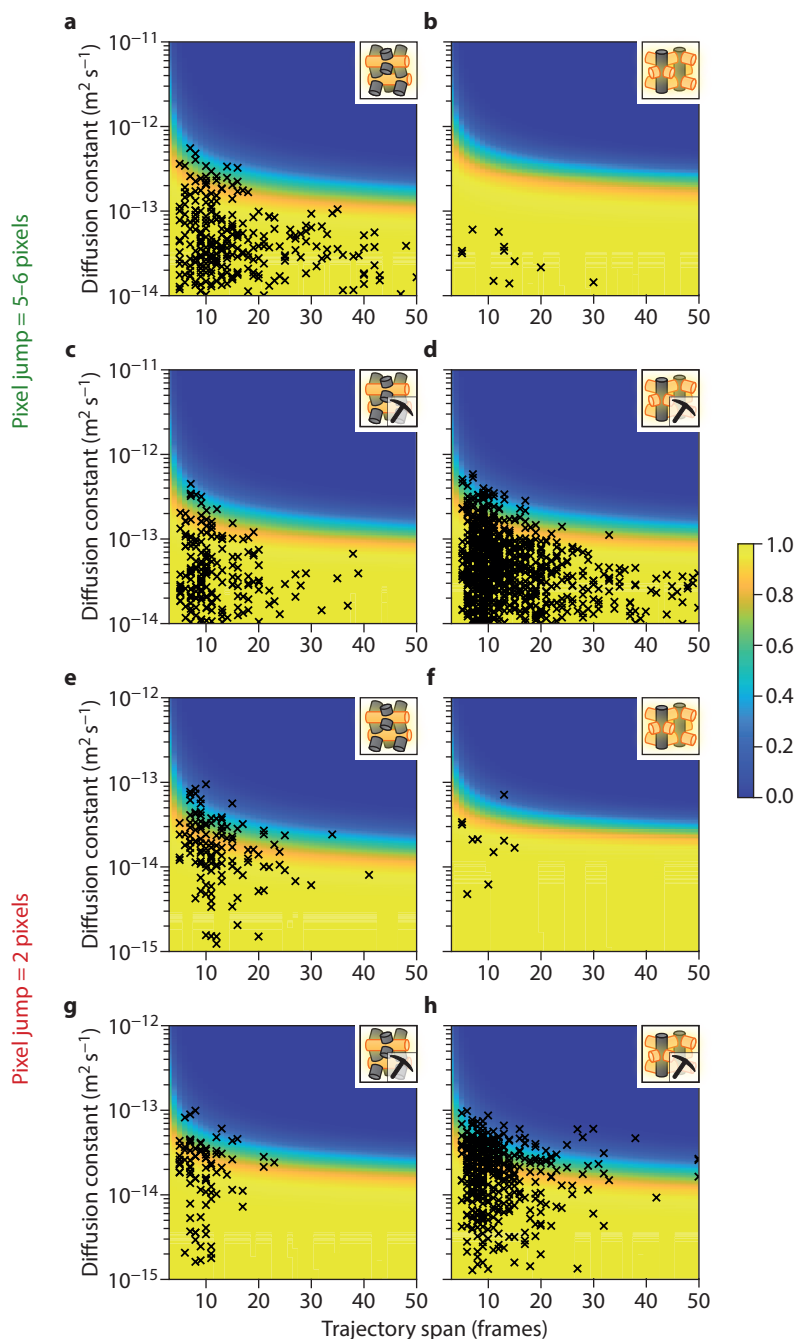 a
b
10⁻¹¹
10⁻¹²
10⁻¹³
10⁻¹⁴
Diffusion constant (m² s⁻¹)
10 20 30 40 50
10 20 30 40 50
Pixel jump = 5–6 pixels
c
d
10⁻¹¹
10⁻¹²
10⁻¹³
10⁻¹⁴
Diffusion constant (m² s⁻¹)
10 20 30 40 50
10 20 30 40 50
1.0
0.8
0.6
0.4
0.2
0.0
e
f
10⁻¹²
10⁻¹³
10⁻¹⁴
10⁻¹⁵
Diffusion constant (m² s⁻¹)
10 20 30 40 50
10 20 30 40 50
Pixel jump = 2 pixels
g
h
10⁻¹²
10⁻¹³
10⁻¹⁴
10⁻¹⁵
Diffusion constant (m² s⁻¹)
10 20 30 40 50
10 20 30 40 50
Trajectory span (frames)